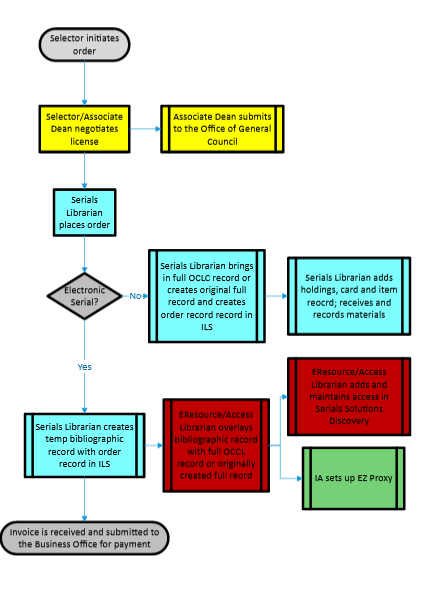 Selector initiates
order
Selector/Associate
Dean negotiates
license
Associate Dean submits
to the Office of General
Council
Serials
Librarian
places order
Electronic
Serial?
No
Serials Librarian brings
in full OCLC record or
creates original full
record and creates
order record record in
ILS
Serials Librarian adds
holdings, card and item
reocrd; receives and
records materials
Yes
Serials Librarian creates
temp bibliographic
record with order
record in ILS
EResource/Access
Librarian overlays
bibliographic record
with full OCCL
record or originally
created full reord
EResource/Access
Librarian adds and
maintains access in
Serials Solutions
Discovery
IA sets up EZ Proxy
Invoice is received and submitted to
the Business Office for payment